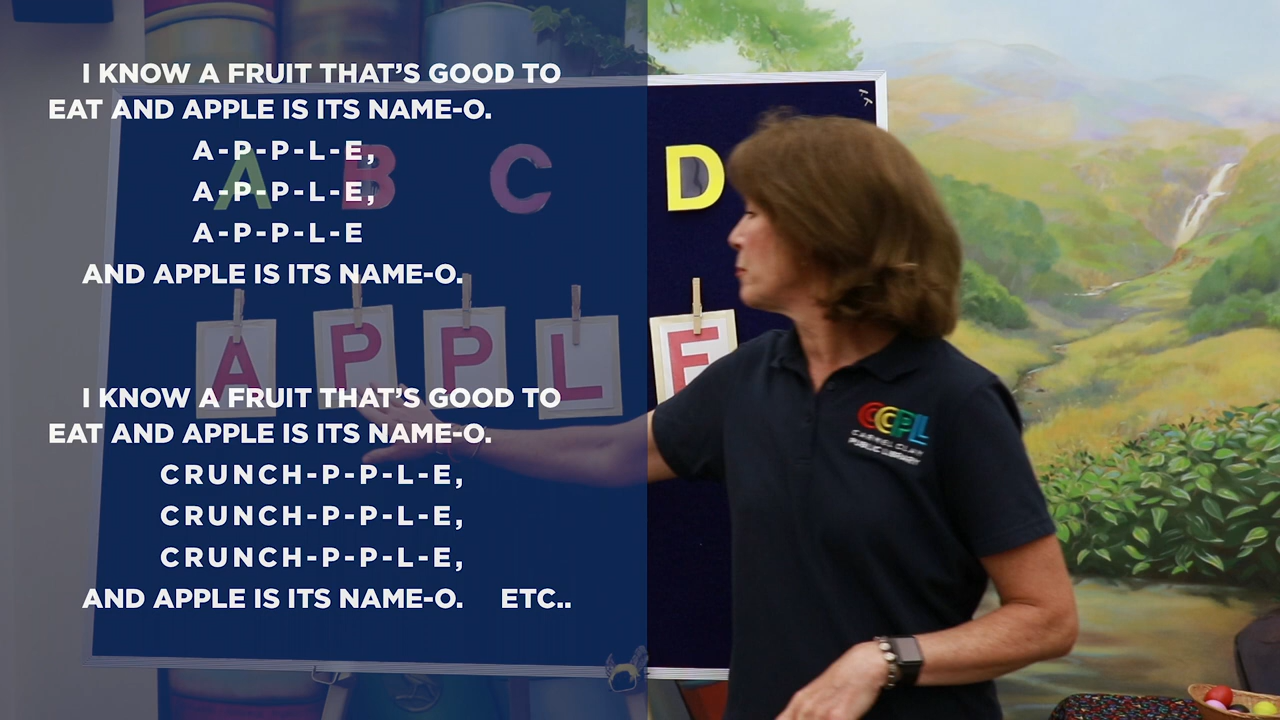 I KNOW A FRUIT THAT'S GOOD TO
EAT AND APPLE IS ITS NAME-O.
A-P-P-L-E,
A-P-P-L-E,
A-P-P-L-E
AND APPLE IS ITS NAME-O.
I KNOW A FRUIT THAT'S GOOD TO
EAT AND APPLE IS ITS NAME-O.
CRUNCH-P-P-L-E,
CRUNCH-P-P-L-E,
CRUNCH-P-P-L-E,
AND APPLE IS ITS NAME-O. ETC..
A B C D
A P P L E
CCPL
CARMEL CLAY
PUBLIC LIBRARY